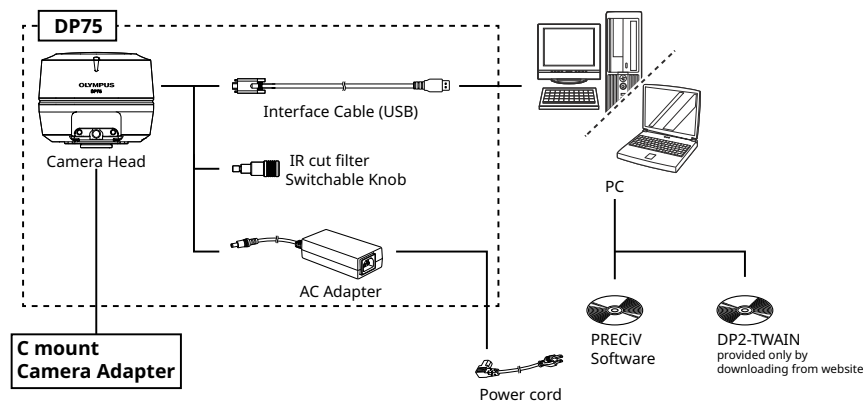 DP75
OLYMPUS
DP75
Camera Head
Interface Cable (USB)
IR cut filter
Switchable Knob
AC Adapter
PC
C mount
Camera Adapter
Power cord
PRECiV
Software
DP2-TWAIN
provided only by
downloading from website